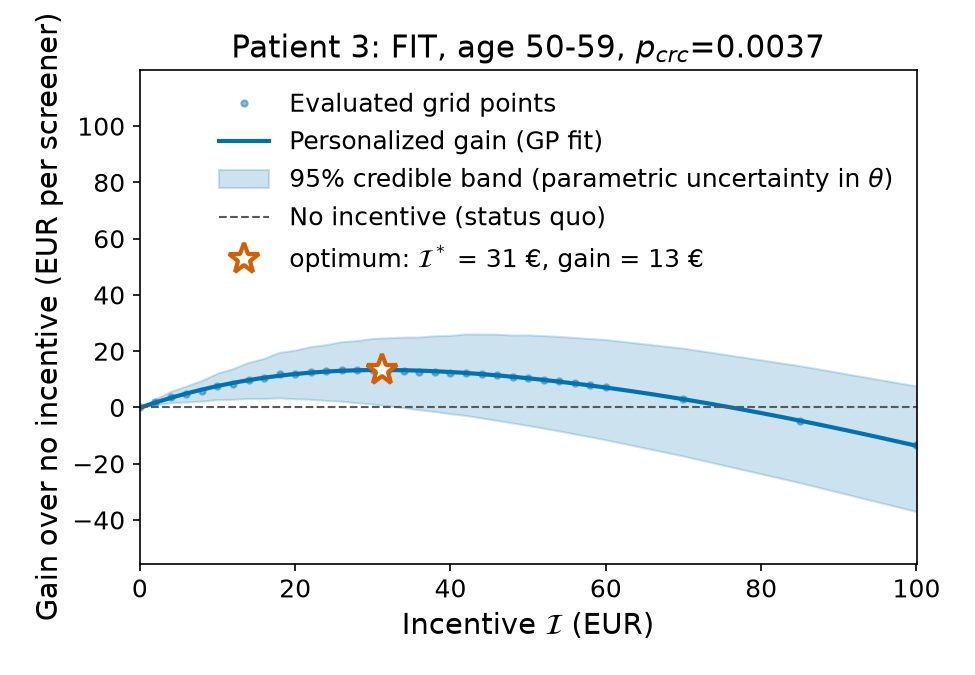 Patient 3: FIT, age 50-59, p_crc=0.0037
Gain over no incentive (EUR per screener)
100
80
60
40
20
0
−20
−40
Evaluated grid points
Personalized gain (GP fit)
95% credible band (parametric uncertainty in θ)
No incentive (status quo)
optimum: ℐ* = 31 €, gain = 13 €
0 20 40 60 80 100
Incentive ℐ (EUR)